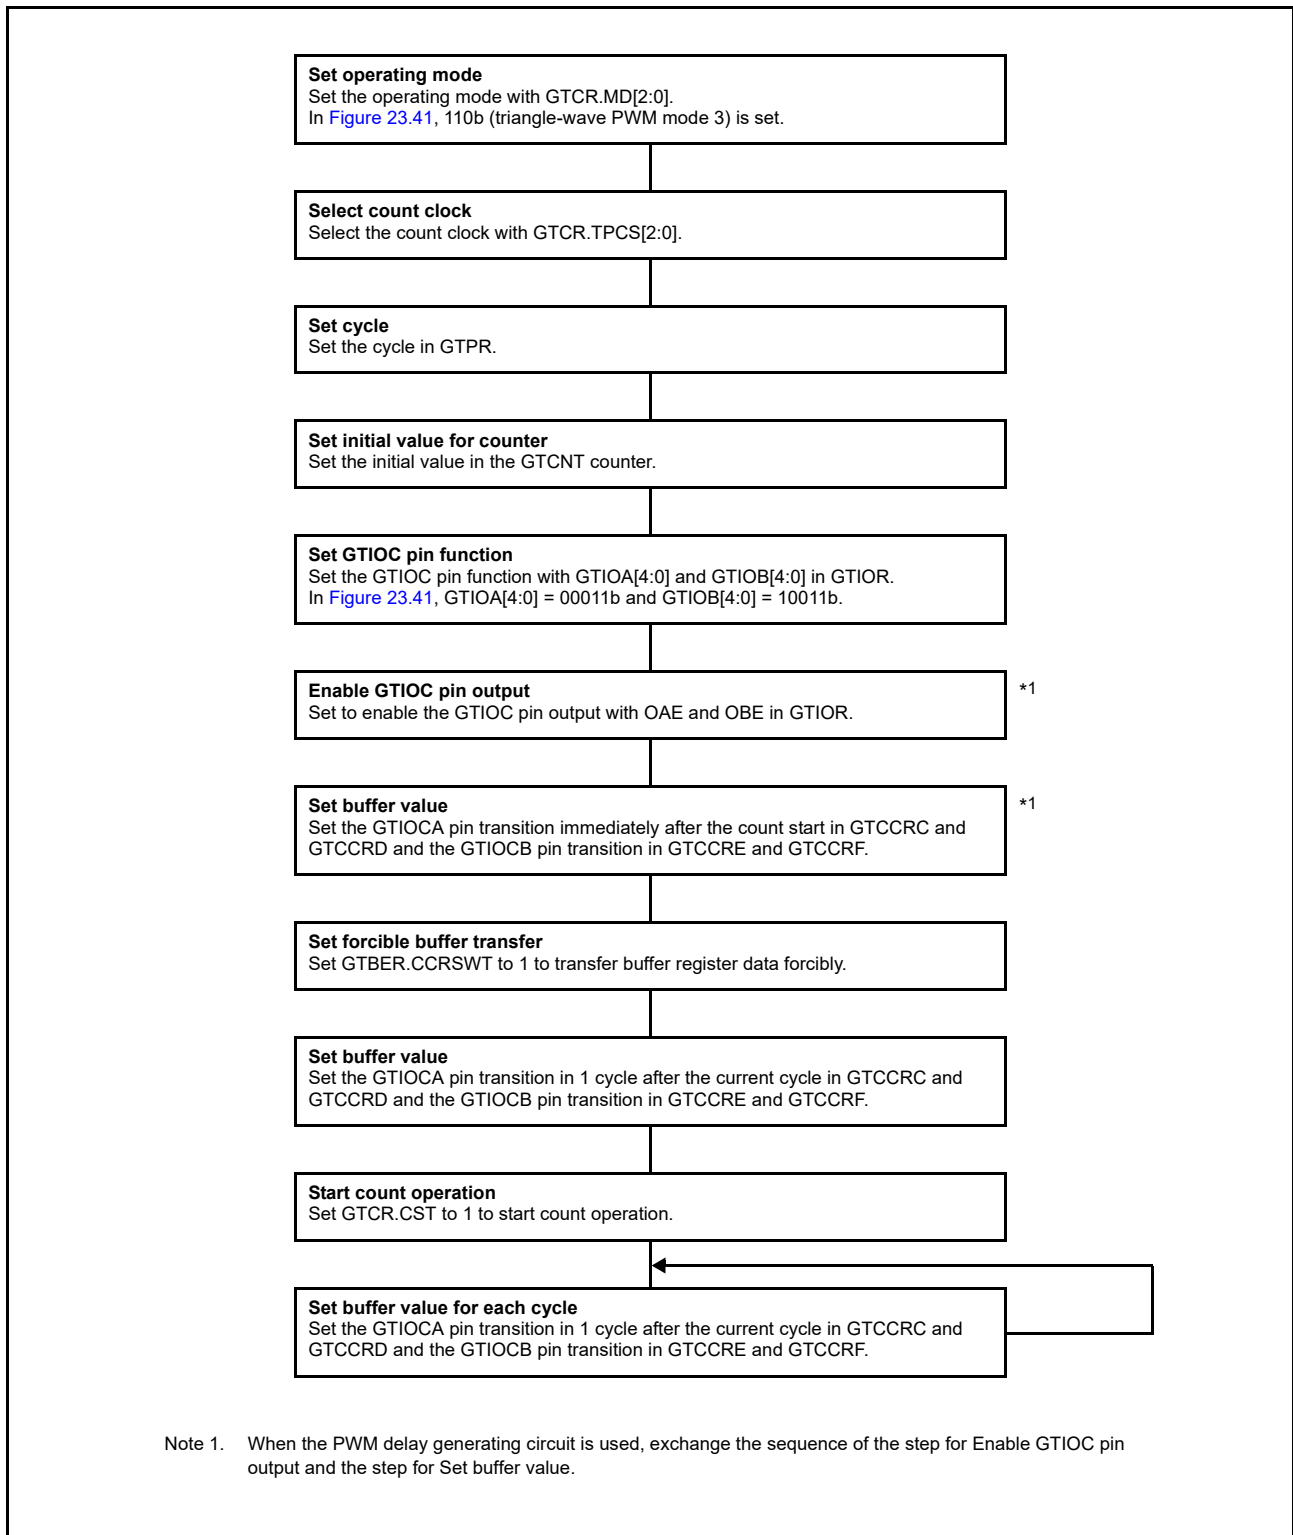 Set operating mode
Set the operating mode with GTCR.MD[2:0].
In Figure 23.41, 110b (triangle-wave PWM mode 3) is set.
Select count clock
Select the count clock with GTCR.TPCS[2:0].
Set cycle
Set the cycle in GTPR.
Set initial value for counter
Set the initial value in the GTCNT counter.
Set GTIOC pin function
Set the GTIOC pin function with GTIOA[4:0] and GTIOB[4:0] in GTIOR.
In Figure 23.41, GTIOA[4:0] = 00011b and GTIOB[4:0] = 10011b.
Enable GTIOC pin output
Set to enable the GTIOC pin output with OAE and OBE in GTIOR.
*1
Set buffer value
Set the GTIOCA pin transition immediately after the count start in GTCCRC and
GTCCRD and the GTIOCB pin transition in GTCCRE and GTCCRF.
*1
Set forcible buffer transfer
Set GTBER.CCRSWT to 1 to transfer buffer register data forcibly.
Set buffer value
Set the GTIOCA pin transition in 1 cycle after the current cycle in GTCCRC and
GTCCRD and the GTIOCB pin transition in GTCCRE and GTCCRF.
Start count operation
Set GTCR.CST to 1 to start count operation.
Set buffer value for each cycle
Set the GTIOCA pin transition in 1 cycle after the current cycle in GTCCRC and
GTCCRD and the GTIOCB pin transition in GTCCRE and GTCCRF.
Note 1. When the PWM delay generating circuit is used, exchange the sequence of the step for Enable GTIOC pin
output and the step for Set buffer value.